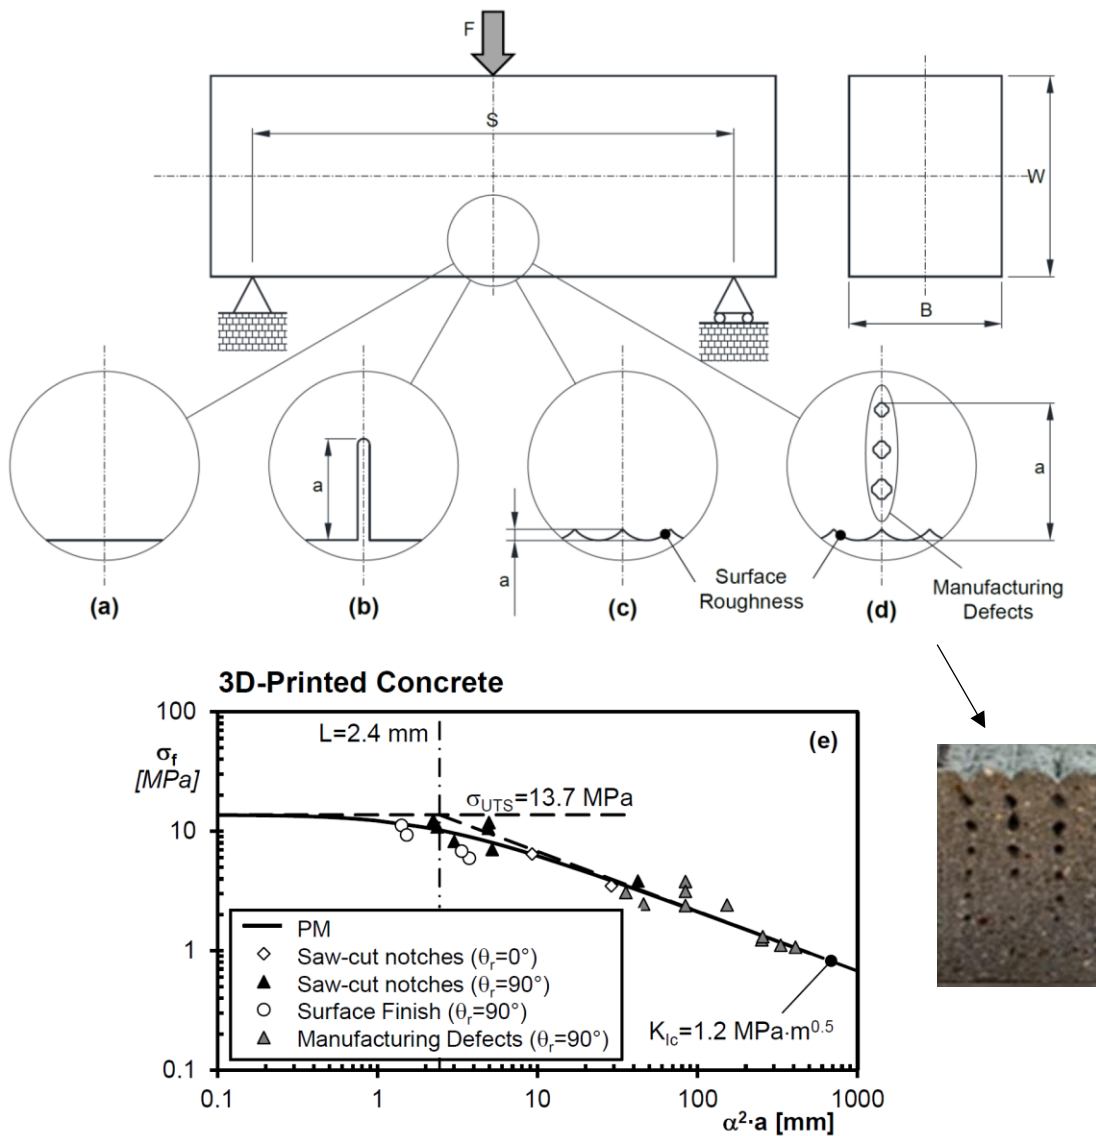 F
S
W
B
a
a
a
a
Surface
Roughness
Manufacturing
Defects
(a)
(b)
(c)
(d)
3D-Printed Concrete
(e)
σf
[MPa]
100
10
1
0.1
L=2.4 mm
σUTS=13.7 MPa
PM
Saw-cut notches (θr=0°)
Saw-cut notches (θr=90°)
Surface Finish (θr=90°)
Manufacturing Defects (θr=90°)
KIc=1.2 MPa·m0.5
0.1
1
10
100
1000
α²·a [mm]